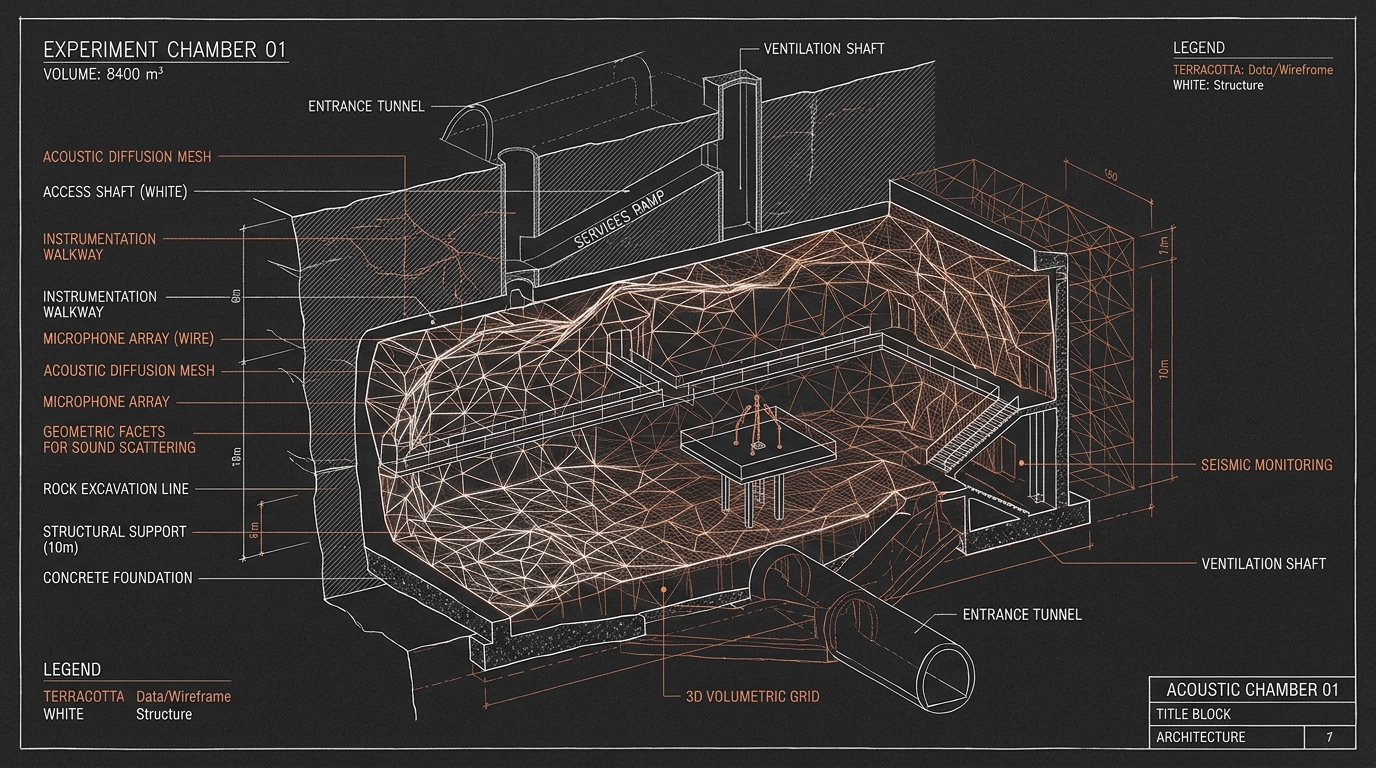 EXPERIMENT CHAMBER 01
VOLUME: 8400 m³
VENTILATION SHAFT
LEGEND
TERRACOTTA: Data/Wireframe
WHITE: Structure
ENTRANCE TUNNEL
ACOUSTIC DIFFUSION MESH
ACCESS SHAFT (WHITE)
SERVICES RAMP
INSTRUMENTATION
WALKWAY
INSTRUMENTATION
WALKWAY
MICROPHONE ARRAY (WIRE)
ACOUSTIC DIFFUSION MESH
MICROPHONE ARRAY
GEOMETRIC FACETS
FOR SOUND SCATTERING
ROCK EXCAVATION LINE
STRUCTURAL SUPPORT
(10m)
CONCRETE FOUNDATION
10m
SEISMIC MONITORING
VENTILATION SHAFT
ENTRANCE TUNNEL
3D VOLUMETRIC GRID
LEGEND
TERRACOTTA Data/Wireframe
WHITE Structure
ACOUSTIC CHAMBER 01
TITLE BLOCK
ARCHITECTURE